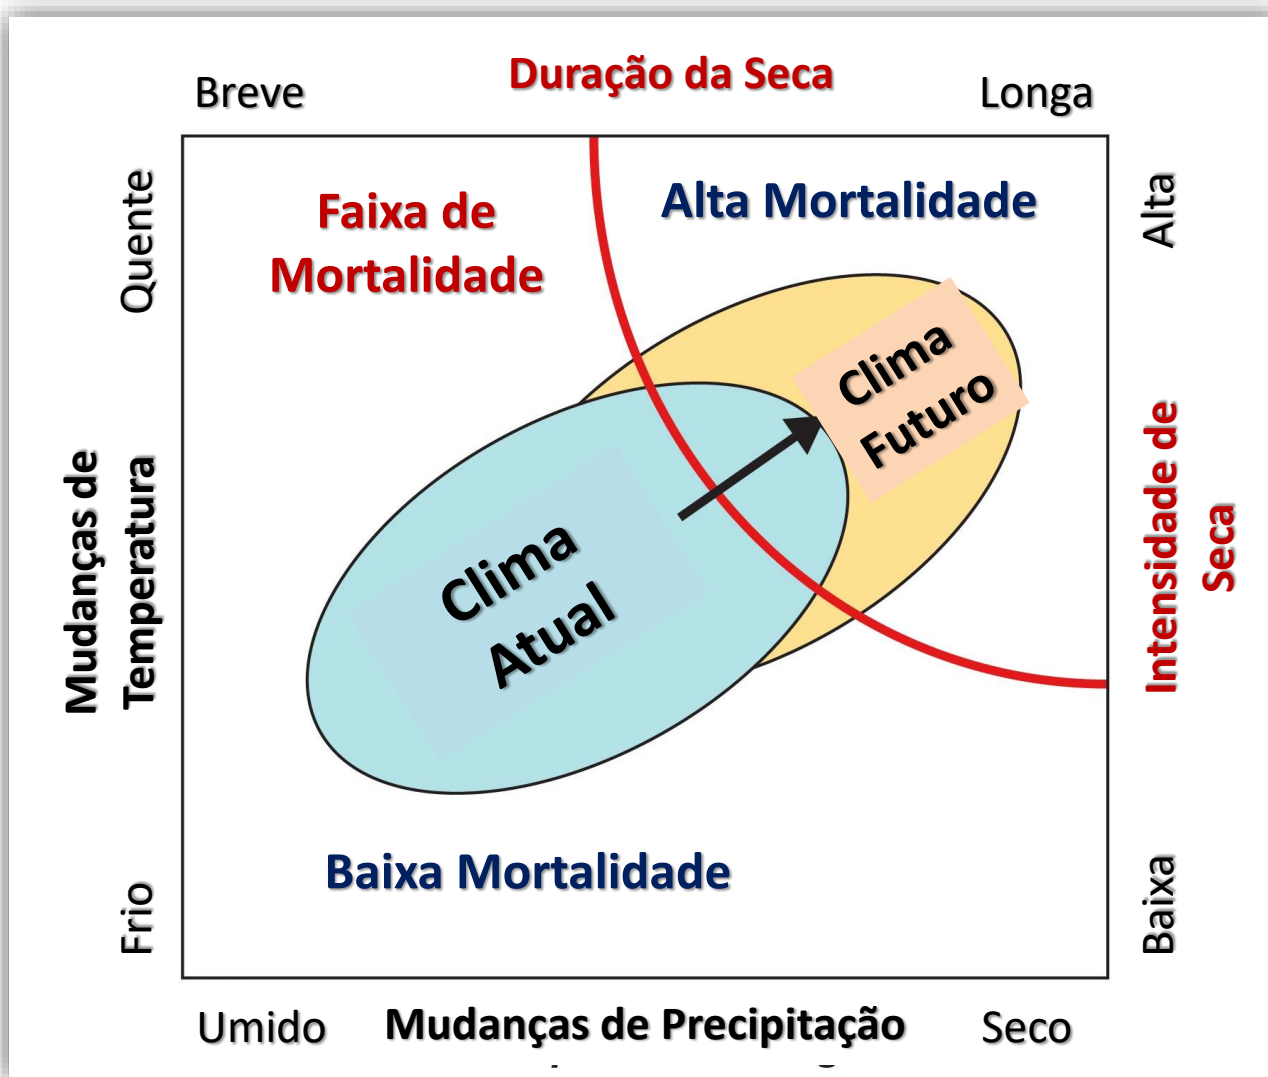 Duração da Seca
Breve
Longa
Faixa de
Mortalidade
Alta Mortalidade
Quente
Alta
Clima
Futuro
Mudanças de
Temperatura
Intensidade de
Seca
Clima
Atual
Baixa Mortalidade
Frio
Baixa
Umido
Mudanças de Precipitação
Seco